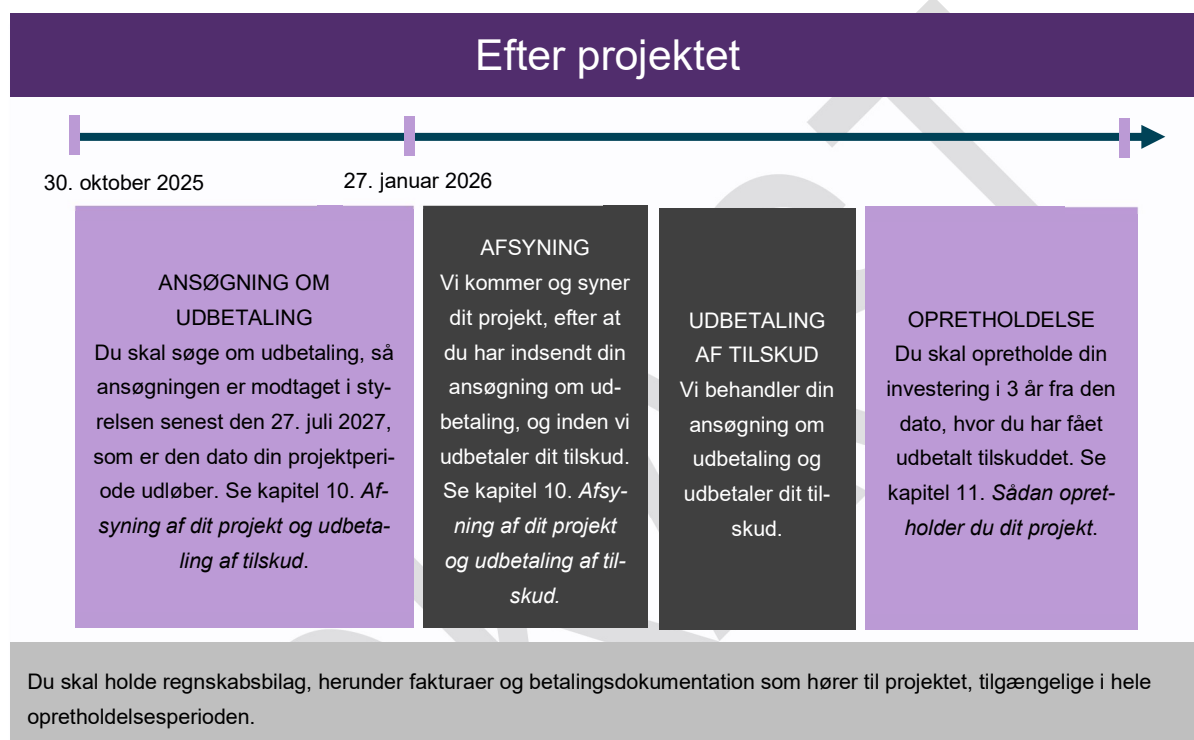 Efter projektet
30. oktober 2025
27. januar 2026
ANSØGNING OM
UDBETALING
Du skal søge om udbetaling, så
ansøgningen er modtaget i sty-
relsen senest den 27. juli 2027,
som er den dato din projektperi-
ode udløber. Se kapitel 10. Af-
syning af dit projekt og udbeta-
ling af tilskud.
AFSYNING
Vi kommer og syner
dit projekt, efter at
du har indsendt din
ansøgning om ud-
betaling, og inden vi
udbetaler dit tilskud.
Se kapitel 10. Afsy-
ning af dit projekt
og udbetaling af til-
skud.
UDBETALING
AF TILSKUD
Vi behandler din
ansøgning om
udbetaling og
udbetaler dit til-
skud.
OPRETHOLDELSE
Du skal opretholde din
investering i 3 år fra den
dato, hvor du har fået
udbetalt tilskuddet. Se
kapitel 11. Sådan opret-
holder du dit projekt.
Du skal holde regnskabsbilag, herunder fakturaer og betalingsdokumentation som hører til projektet, tilgængelige i hele
opretholdelsesperioden.